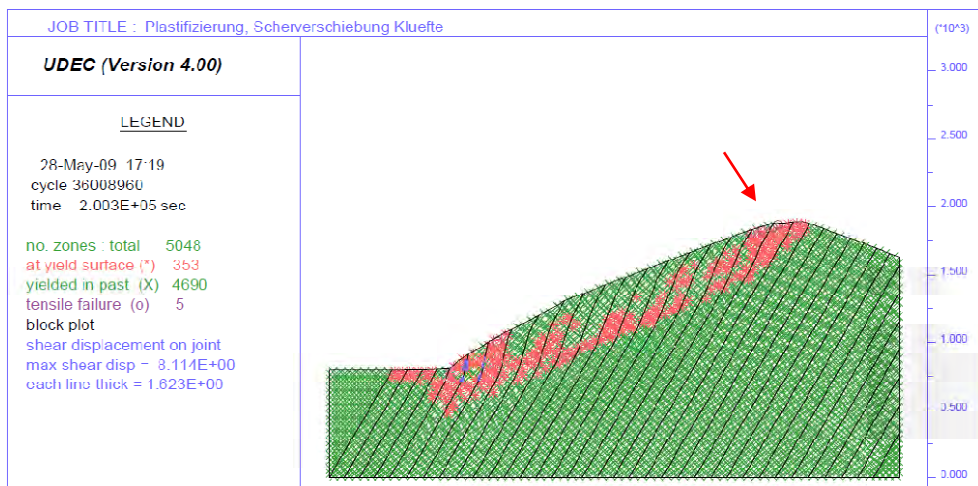 JOB TITLE : Plastifizierung, Scherverschiebung Kluefte
(*10^3)
UDEC (Version 4.00)
LEGEND
28-May-09 17:19
cycle 36008960
time 2.003E+05 sec
no. zones : total 5048
at yield surface (*) 353
yielded in past (X) 4690
tensile failure (o) 5
block plot
shear displacement on joint
max shear disp = 8.114E+00
each line thick = 1.623E+00
3.000
2.500
2.000
1.500
1.000
0.500
0.000